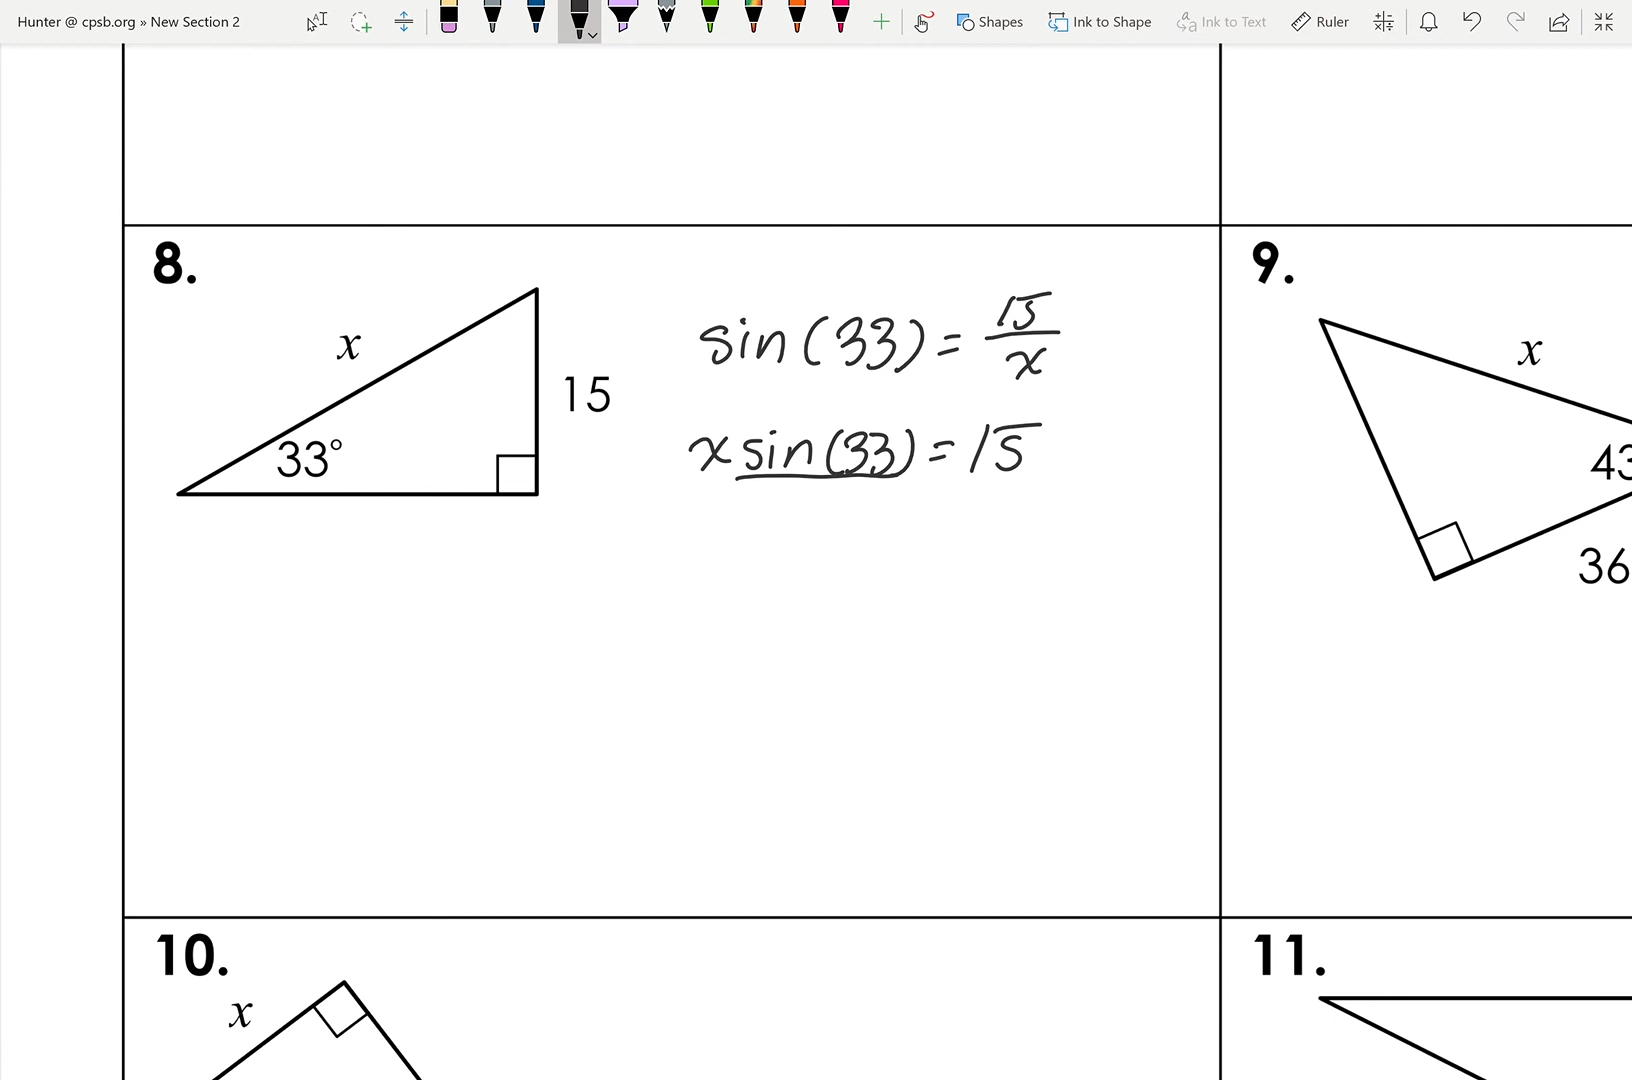 Hunter @ cpsb.org » New Section 2
Shapes
Ink to Shape
Ink to Text
Ruler
8.
x
33°
15
sin(33) = 15/x
x sin(33) = 15
9.
x
43
36
10.
x
11.